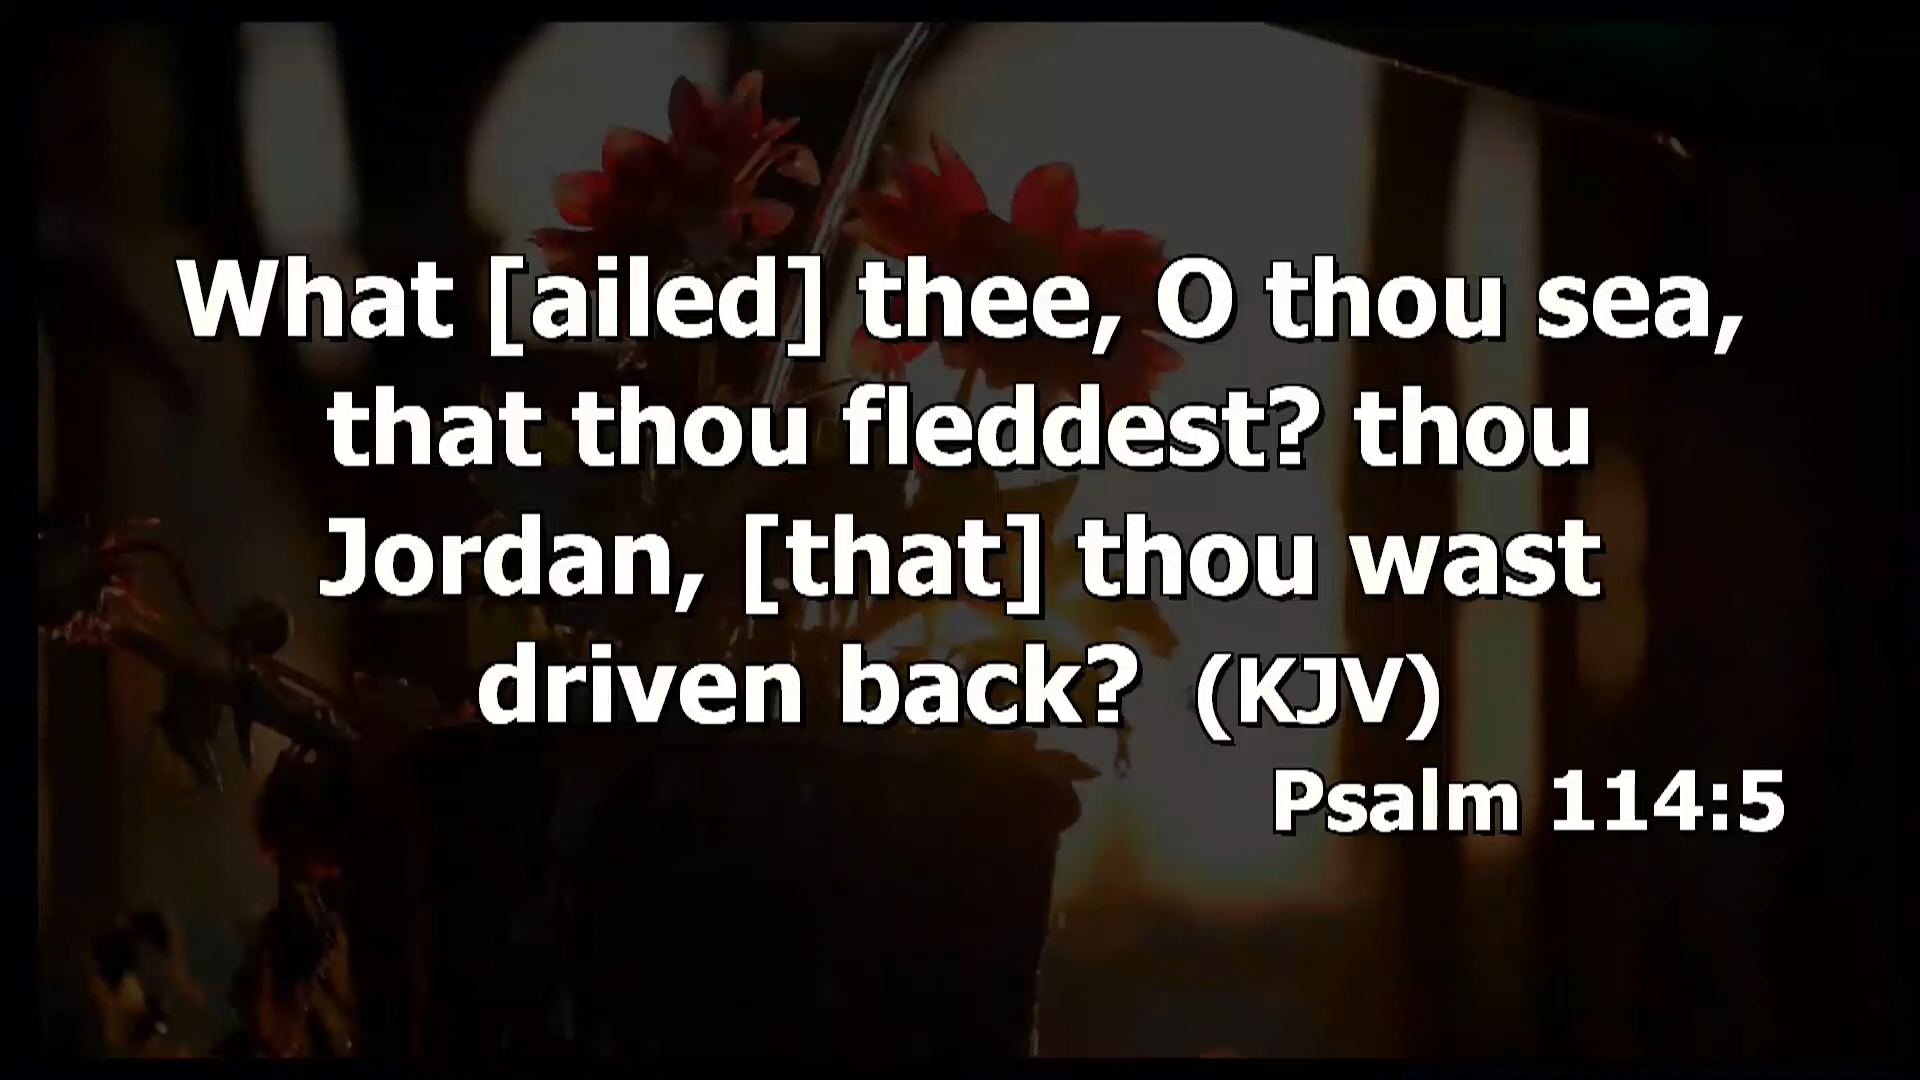 What [ailed] thee, O thou sea,
that thou fleddest? thou
Jordan, [that] thou wast
driven back? (KJV)
Psalm 114:5